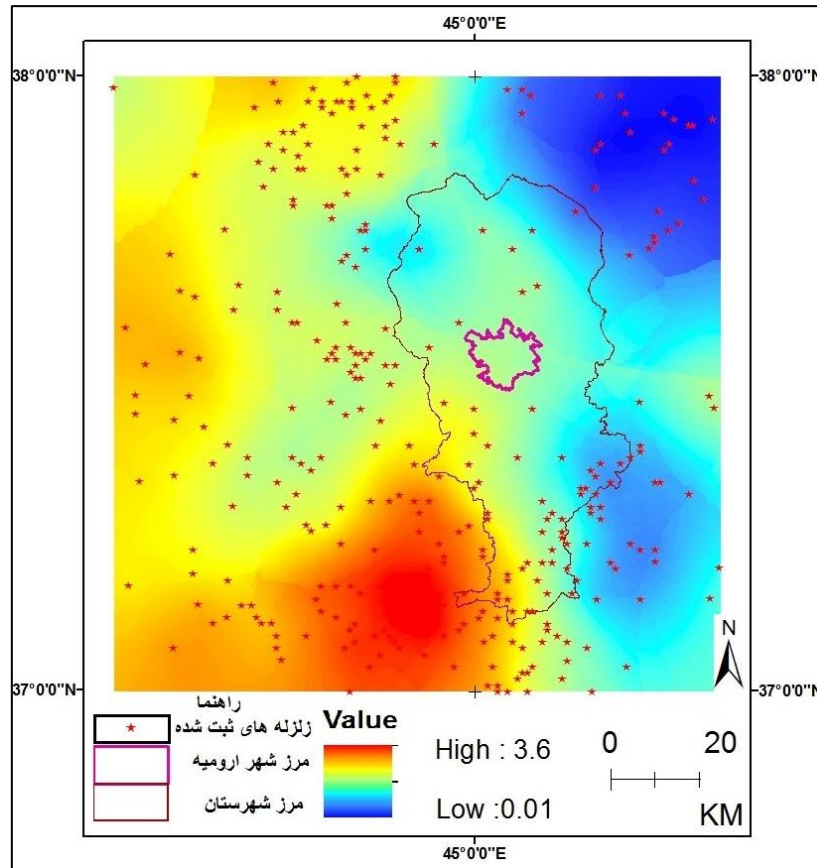 45°0'0"E
38°0'0"N
38°0'0"N
N
37°0'0"N
37°0'0"N
راهنما
زلزله های ثبت شده
مرز شهر ارومیه
مرز شهرستان
Value
High : 3.6
Low :0.01
0 20
KM
45°0'0"E